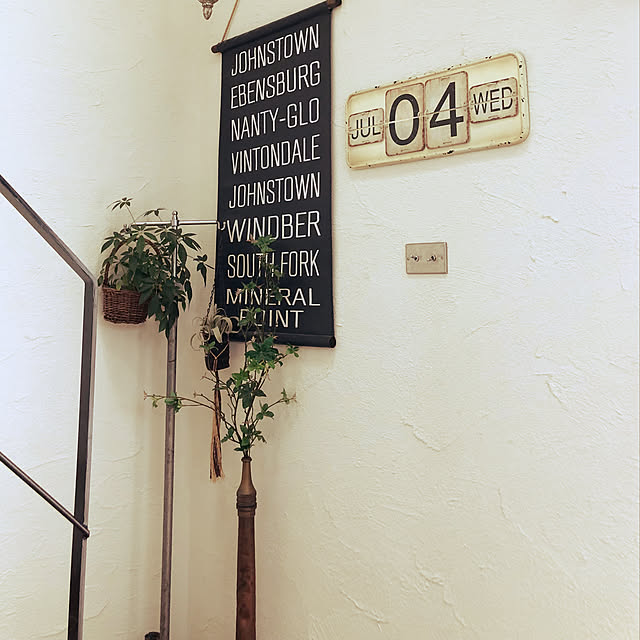 JOHNSTOWN
EBENSBURG
NANTY-GLO
VINTONDALE
JOHNSTOWN
WINDBER
SOUTH FORK
MINERAL
POINT
JUL 04 WED